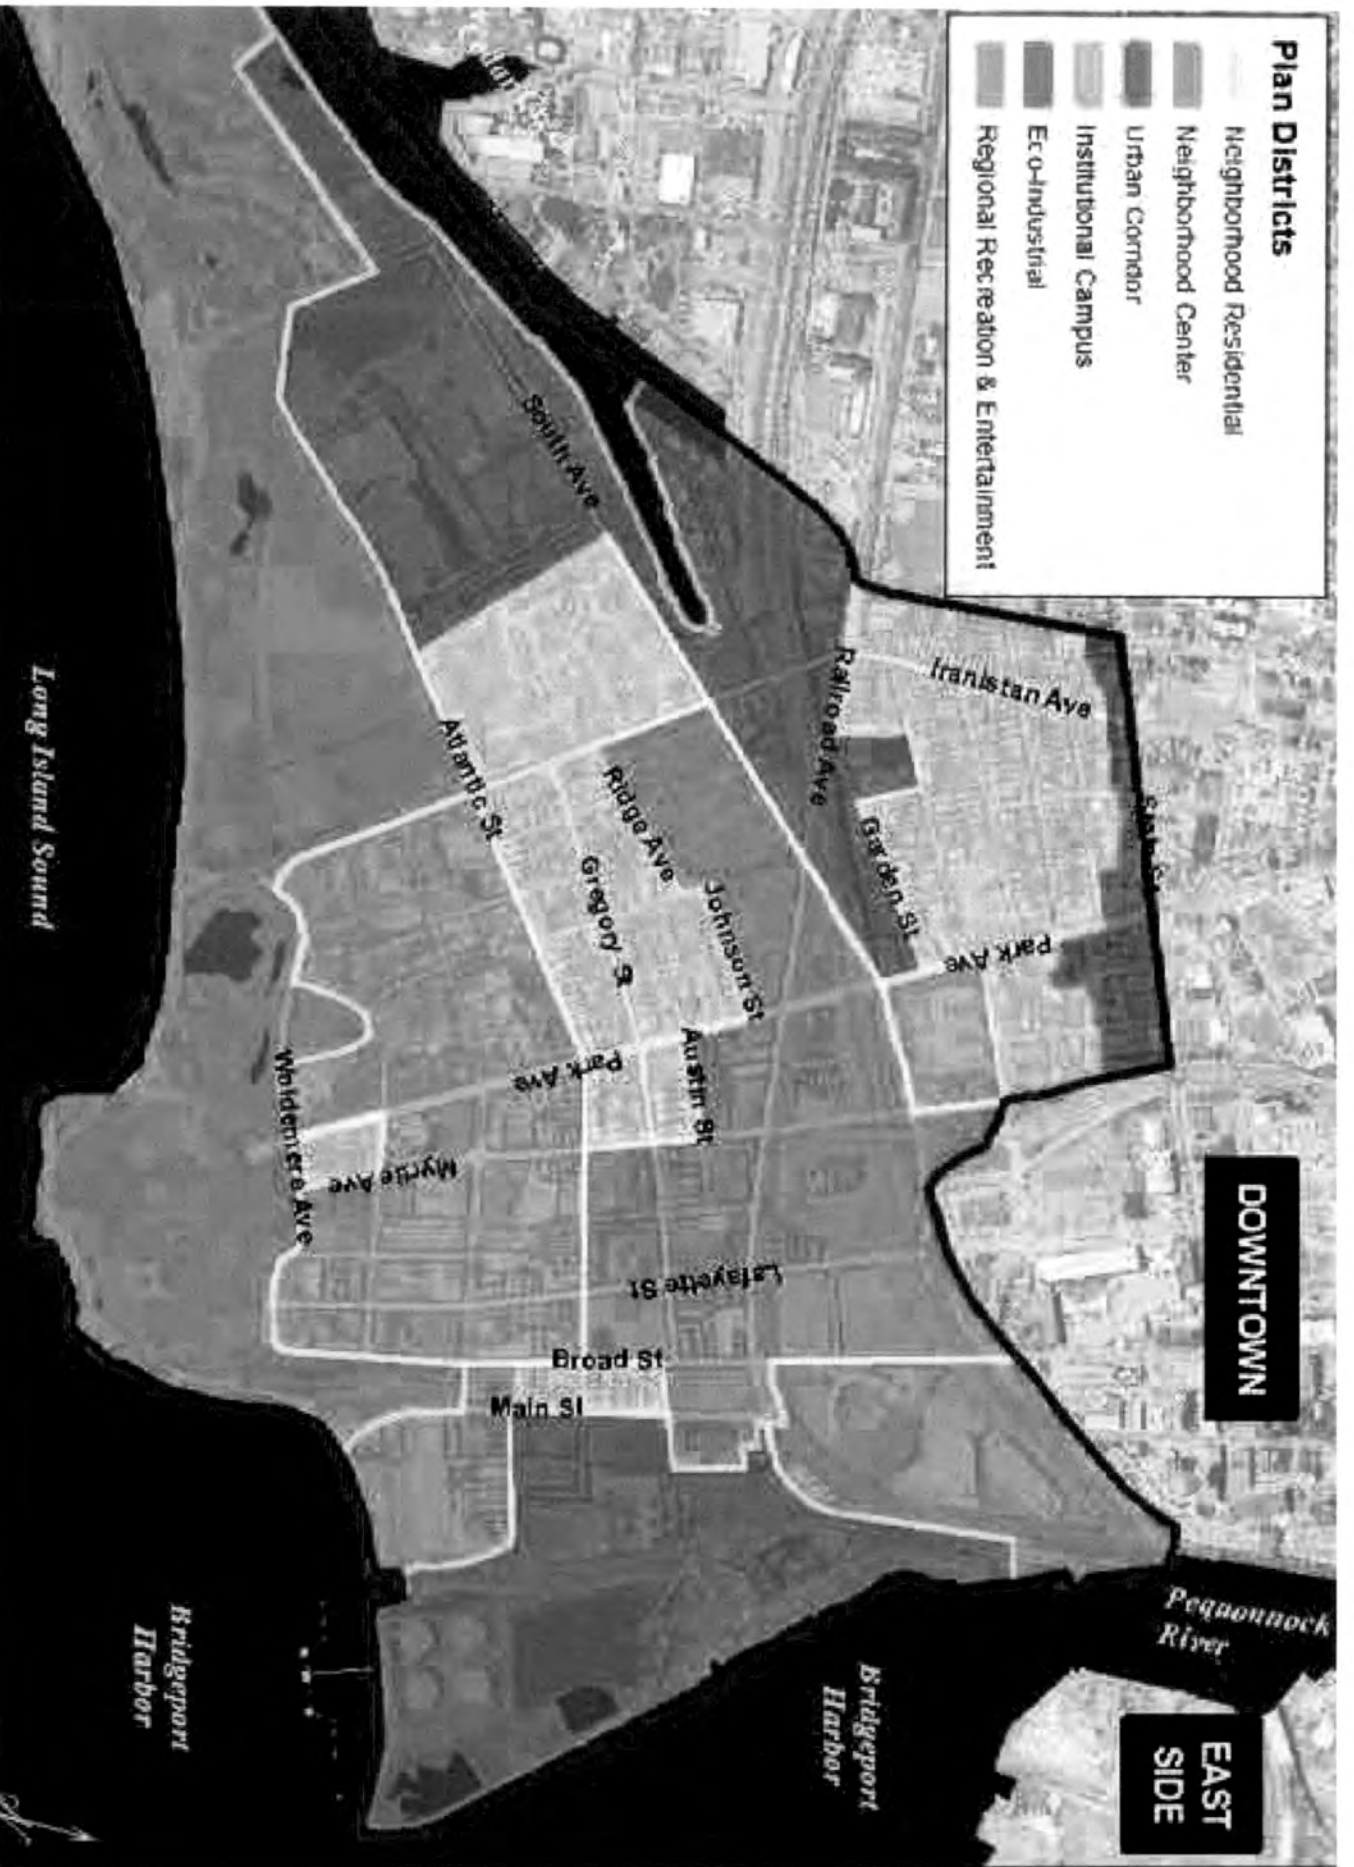 Plan Districts
Neighborhood Residential
Neighborhood Center
Urban Corridor
Institutional Campus
Eco-Industrial
Regional Recreation & Entertainment
DOWNTOWN
EAST
SIDE
Pequonnock
River
Iranistan Ave
Park Ave
Railroad Ave
Garden St
South Ave
Ridge Ave
Johnson St
Gregory St
Austin St
Atlantic St
Park Ave
Myrtle Ave
Lafayette St
Broad St
Main St
Waldemere Ave
Bridgeport
Harbor
Bridgeport
Harbor
Long Island Sound